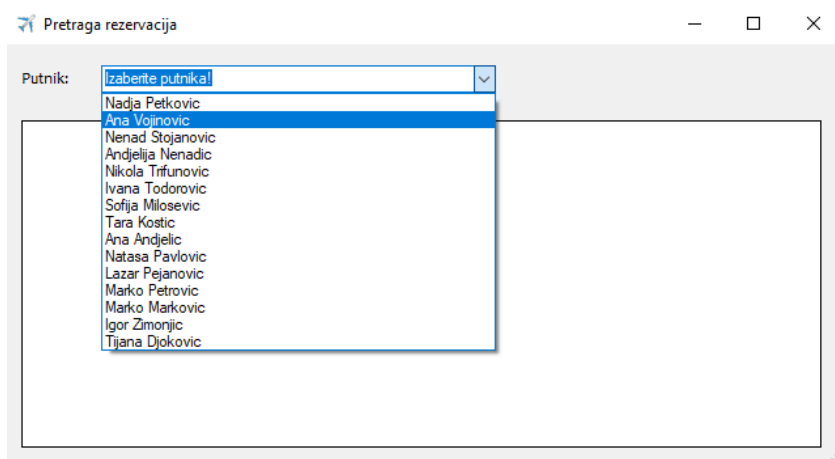 Pretraga rezervacija
Putnik: Izaberite putnika!
Nadja Petkovic
Ana Vojinovic
Nenad Stojanovic
Andjelija Nenadic
Nikola Trifunovic
Ivana Todorovic
Sofija Milosevic
Tara Kostic
Ana Andjelic
Natasa Pavlovic
Lazar Pejanovic
Marko Petrovic
Marko Markovic
Igor Zimonjic
Tijana Djokovic